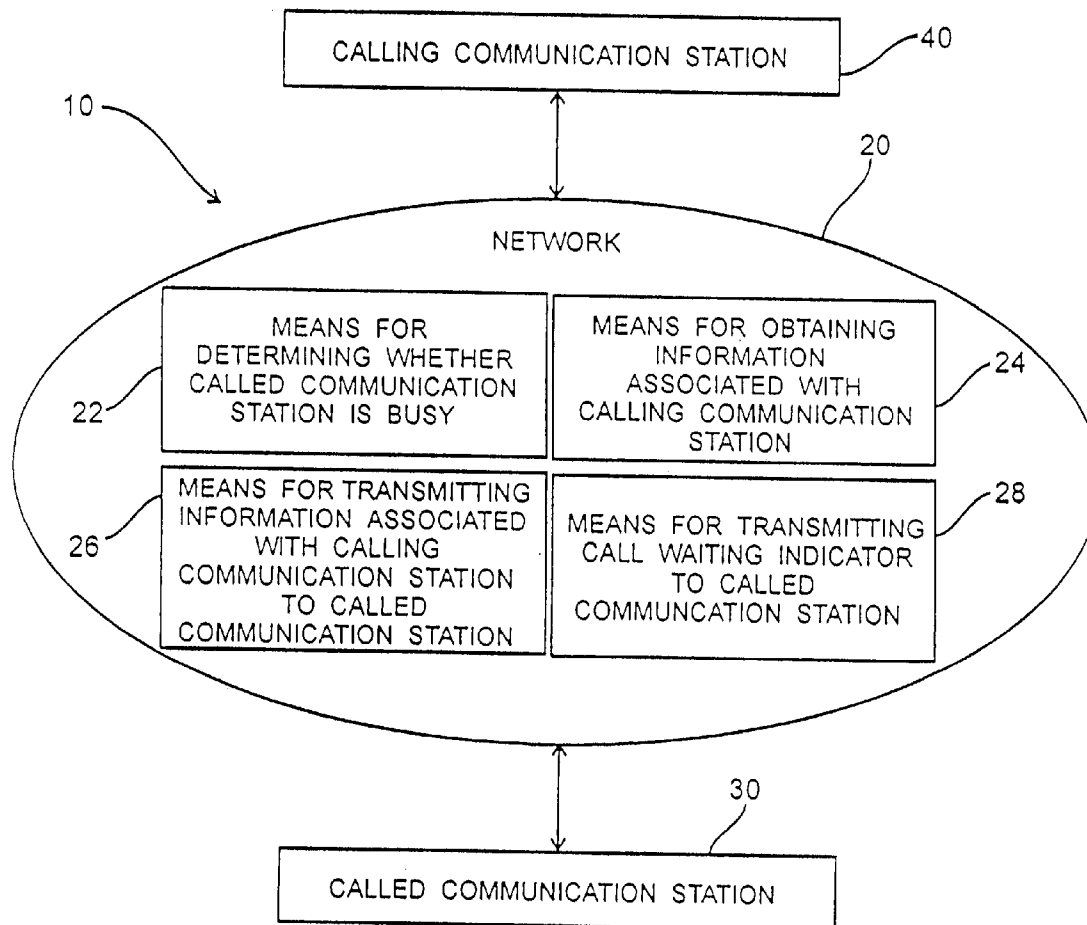 CALLING COMMUNICATION STATION
40
10
20
NETWORK
MEANS FOR
DETERMINING WHETHER
CALLED COMMUNICATION
STATION IS BUSY
22
MEANS FOR OBTAINING
INFORMATION
ASSOCIATED WITH
CALLING COMMUNICATION
STATION
24
MEANS FOR TRANSMITTING
INFORMATION ASSOCIATED
WITH CALLING
COMMUNICATION STATION
TO CALLED
COMMUNICATION STATION
26
MEANS FOR TRANSMITTING
CALL WAITING INDICATOR
TO CALLED
COMMUNCATION STATION
28
30
CALLED COMMUNICATION STATION